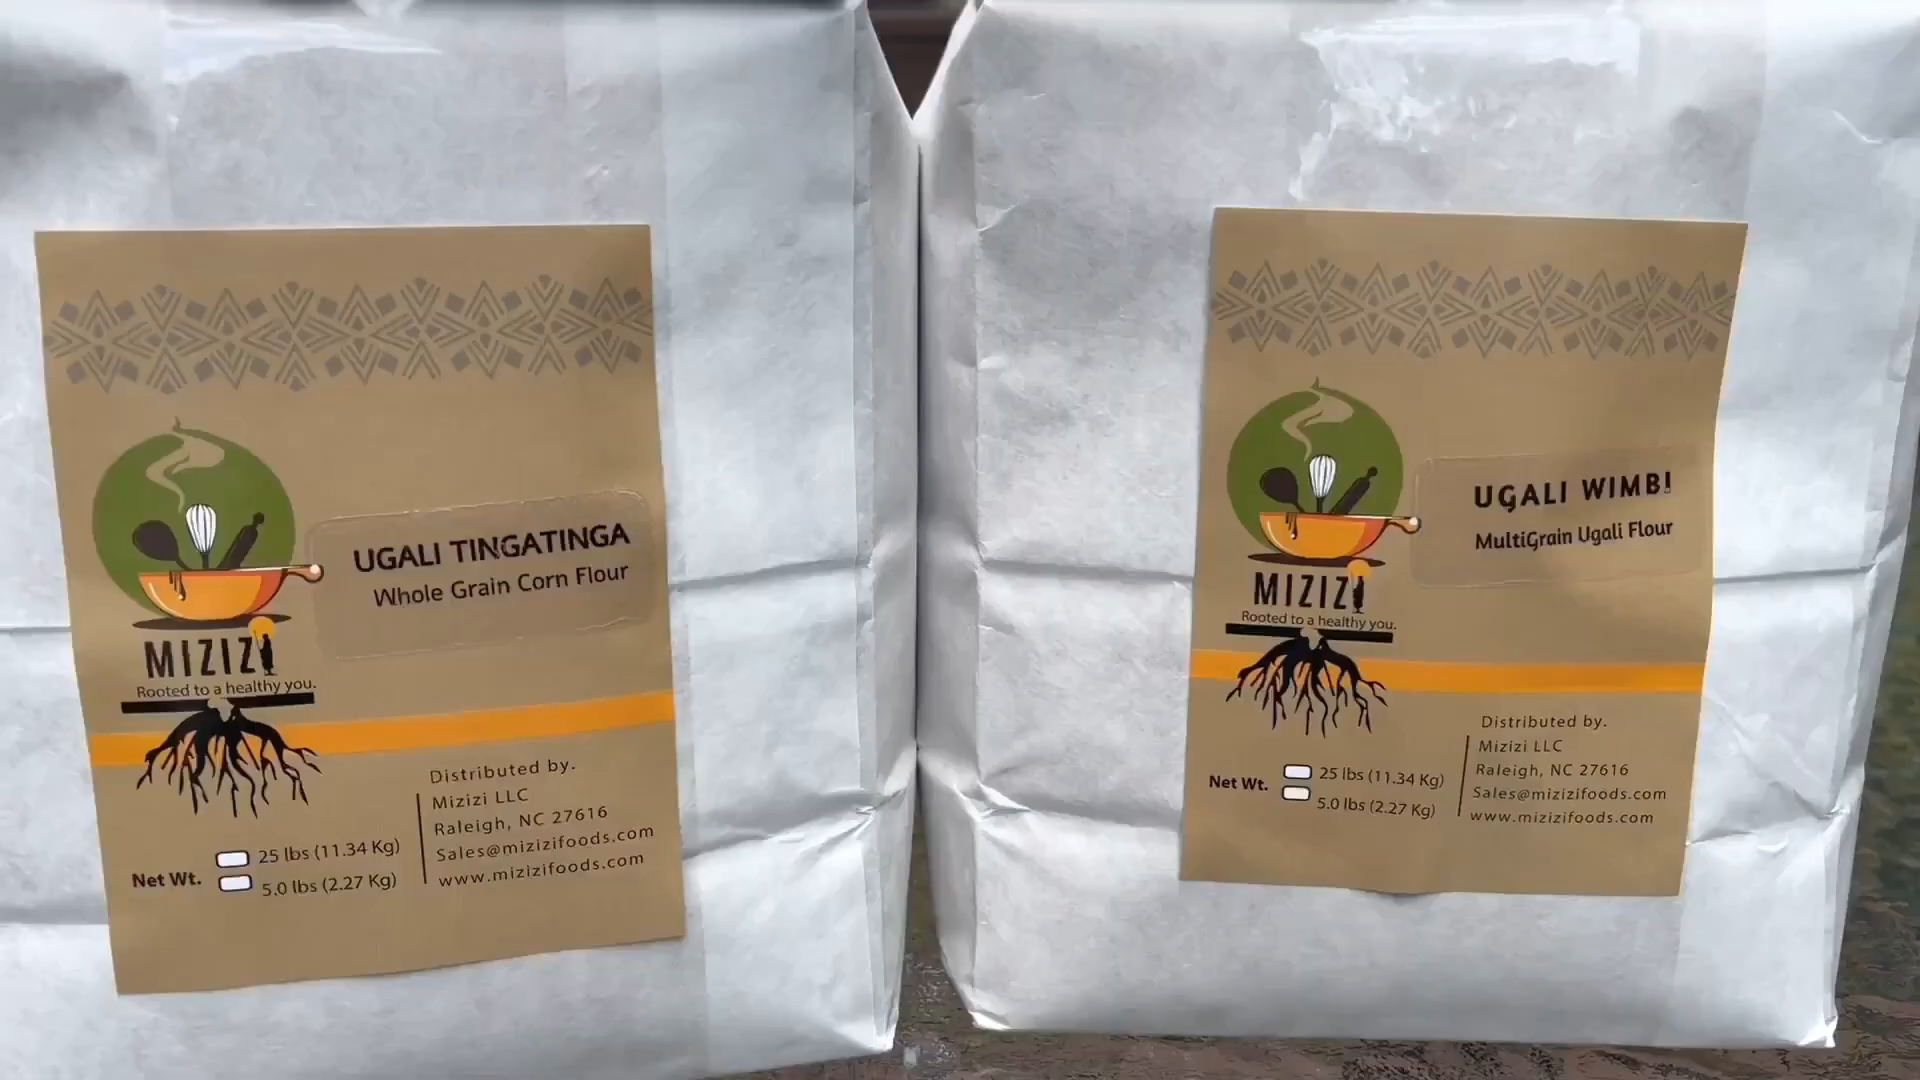 UGALI TINGATINGA
Whole Grain Corn Flour
MIZIZI
Rooted to a healthy you.
Distributed by.
Mizizi LLC
Raleigh, NC 27616
Sales@mizizifoods.com
www.mizizifoods.com
Net Wt.
25 lbs (11.34 Kg)
5.0 lbs (2.27 Kg)
UGALI WIMBI
MultiGrain Ugali Flour
MIZIZI
Rooted to a healthy you.
Distributed by.
Mizizi LLC
Raleigh, NC 27616
Sales@mizizifoods.com
www.mizizifoods.com
Net Wt.
25 lbs (11.34 Kg)
5.0 lbs (2.27 Kg)